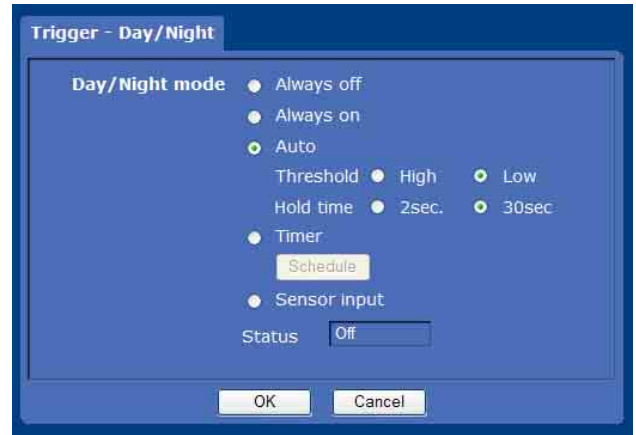 Trigger - Day/Night
Day/Night mode Always off
Always on
Auto
Threshold High Low
Hold time 2sec. 30sec
Timer
Schedule
Sensor input
Status Off
OK Cancel